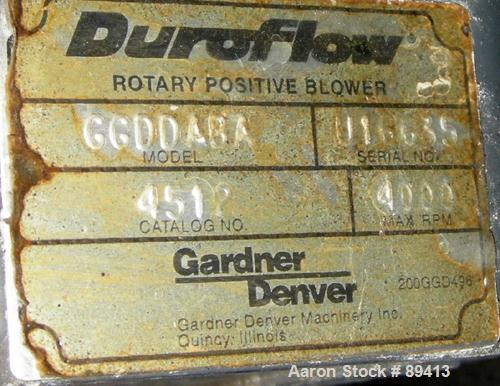 Duroflow
ROTARY POSITIVE BLOWER
GGDDABA
MODEL SERIAL NO.
4000
CATALOG NO. MAX RPM
Gardner
Denver
Gardner Denver Machinery Inc.
Quincy, Illinois
Aaron Stock # 89413